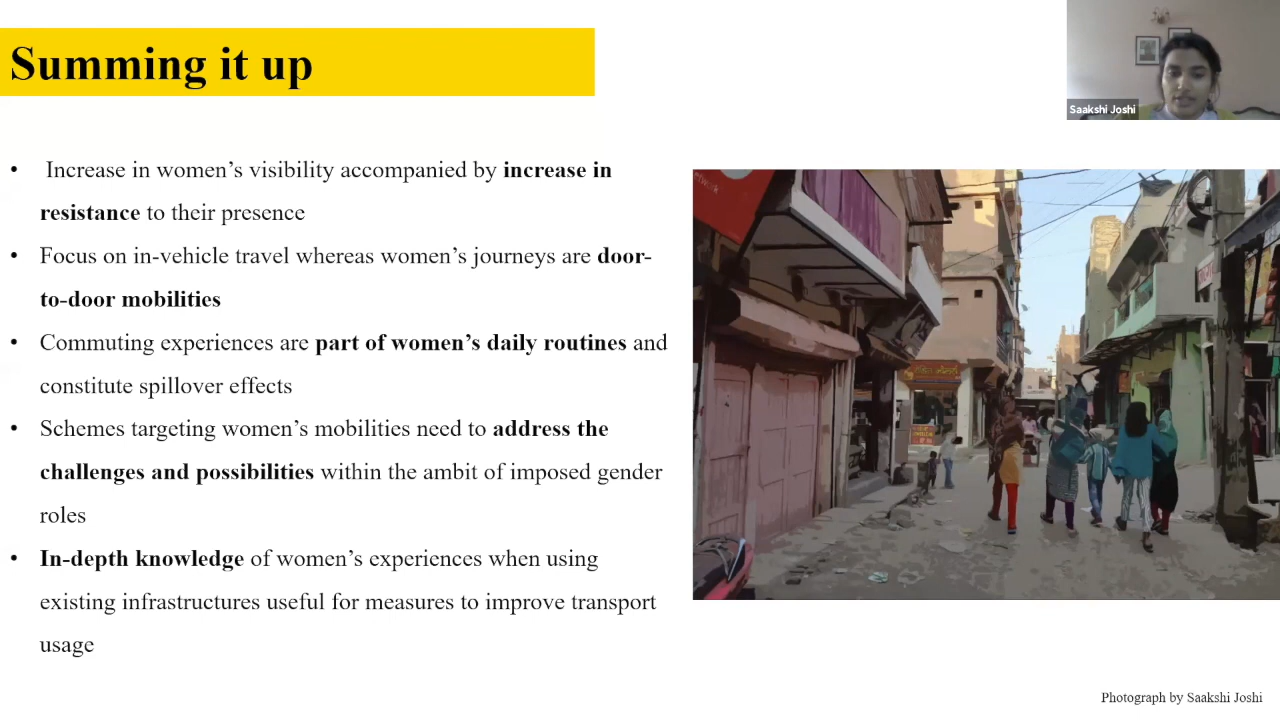 Summing it up
Saakshi Joshi
• Increase in women’s visibility accompanied by increase in
resistance to their presence
• Focus on in-vehicle travel whereas women’s journeys are door-
to-door mobilities
• Commuting experiences are part of women’s daily routines and
constitute spillover effects
• Schemes targeting women’s mobilities need to address the
challenges and possibilities within the ambit of imposed gender
roles
• In-depth knowledge of women’s experiences when using
existing infrastructures useful for measures to improve transport
usage
Photograph by Saakshi Joshi